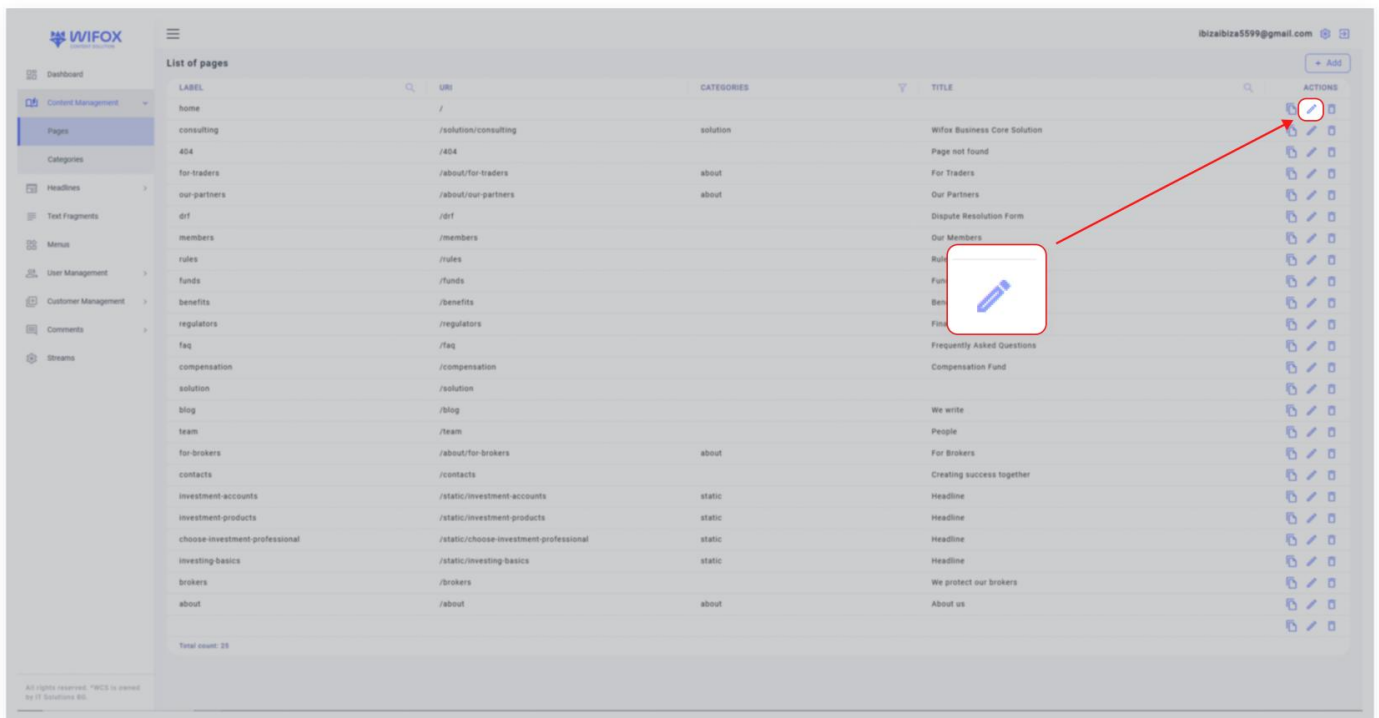 WIFOX
CONTENT SOLUTION
ibizaibiza5599@gmail.com
Dashboard
Content Management
Pages
Categories
Headlines
Text Fragments
Menus
User Management
Customer Management
Comments
Streams
All rights reserved. *WCS is owned
by IT Solutions
List of pages
+ Add
LABEL URI CATEGORIES TITLE ACTIONS
home /
consulting /solution/consulting solution Wifox Business Core Solution
404 /404 Page not found
for-traders /about/for-traders about For Traders
our-partners /about/our-partners about Our Partners
drf /drf Dispute Resolution Form
members /members Our Members
rules /rules
funds /funds
benefits /benefits
regulators /regulators
faq /faq Frequently Asked Questions
compensation /compensation Compensation Fund
solution /solution
blog /blog We write
team /team People
for-brokers /about/for-brokers about For Brokers
contacts /contacts Creating success together
investment-accounts /static/investment-accounts static Headline
investment-products /static/investment-products static Headline
choose-investment-professional /static/choose-investment-professional static Headline
investing-basics /static/investing-basics static Headline
brokers /brokers We protect our brokers
about /about about About us
Total count: 25